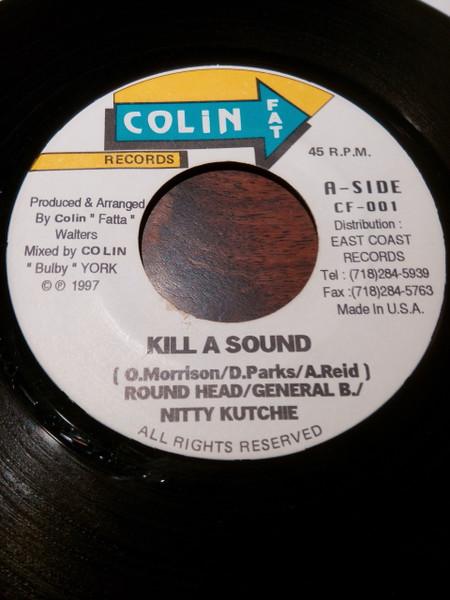 COLIN FAT
RECORDS
45 R.P.M.
A-SIDE
CF-001
Distribution :
EAST COAST
RECORDS
Tel : (718)284-5939
Fax :(718)284-5763
Made In U.S.A.
Produced & Arranged
By Colin " Fatta "
Walters
Mixed by COLIN
" Bulby " YORK
© ℗ 1997
KILL A SOUND
( O.Morrison/D.Parks/A.Reid )
ROUND HEAD/GENERAL B./
NITTY KUTCHIE
ALL RIGHTS RESERVED